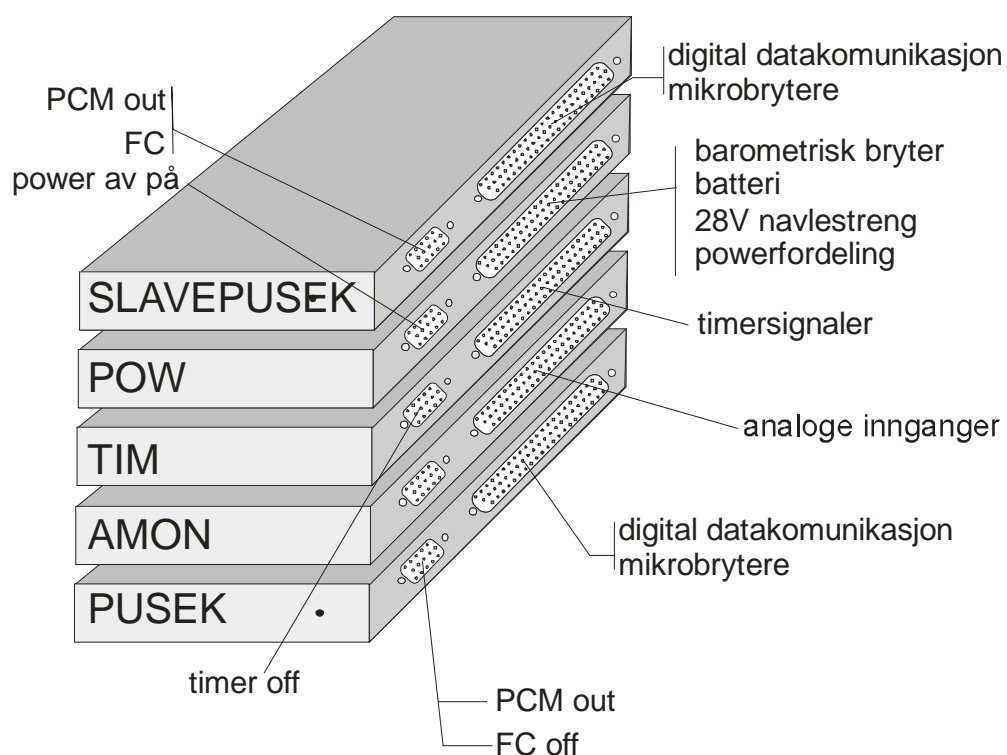 digital datakomunikasjon
mikrobrytere
PCM out
FC
power av på
barometrisk bryter
batteri
28V navlestreng
powerfordeling
SLAVEPUSEK
timersignaler
POW
analoge innganger
TIM
AMON
digital datakomunikasjon
mikrobrytere
PUSEK
timer off
PCM out
FC off